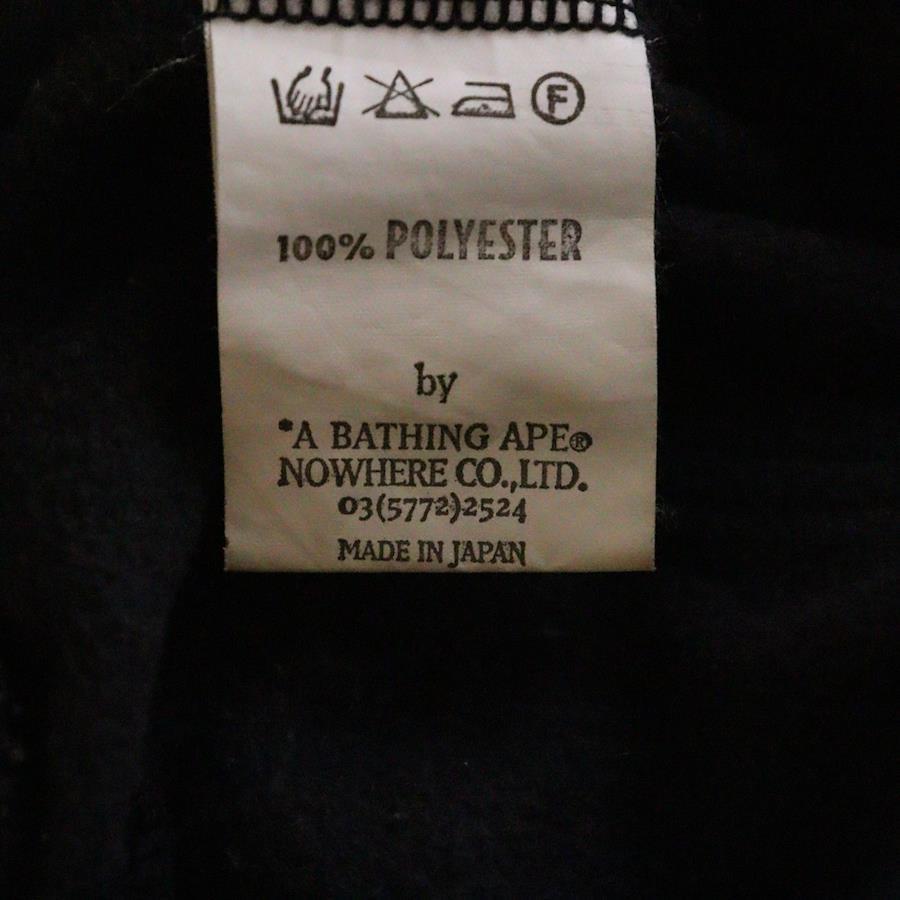 F
100% POLYESTER
by
*A BATHING APE®
NOWHERE CO.,LTD.
03(5772)2524
MADE IN JAPAN